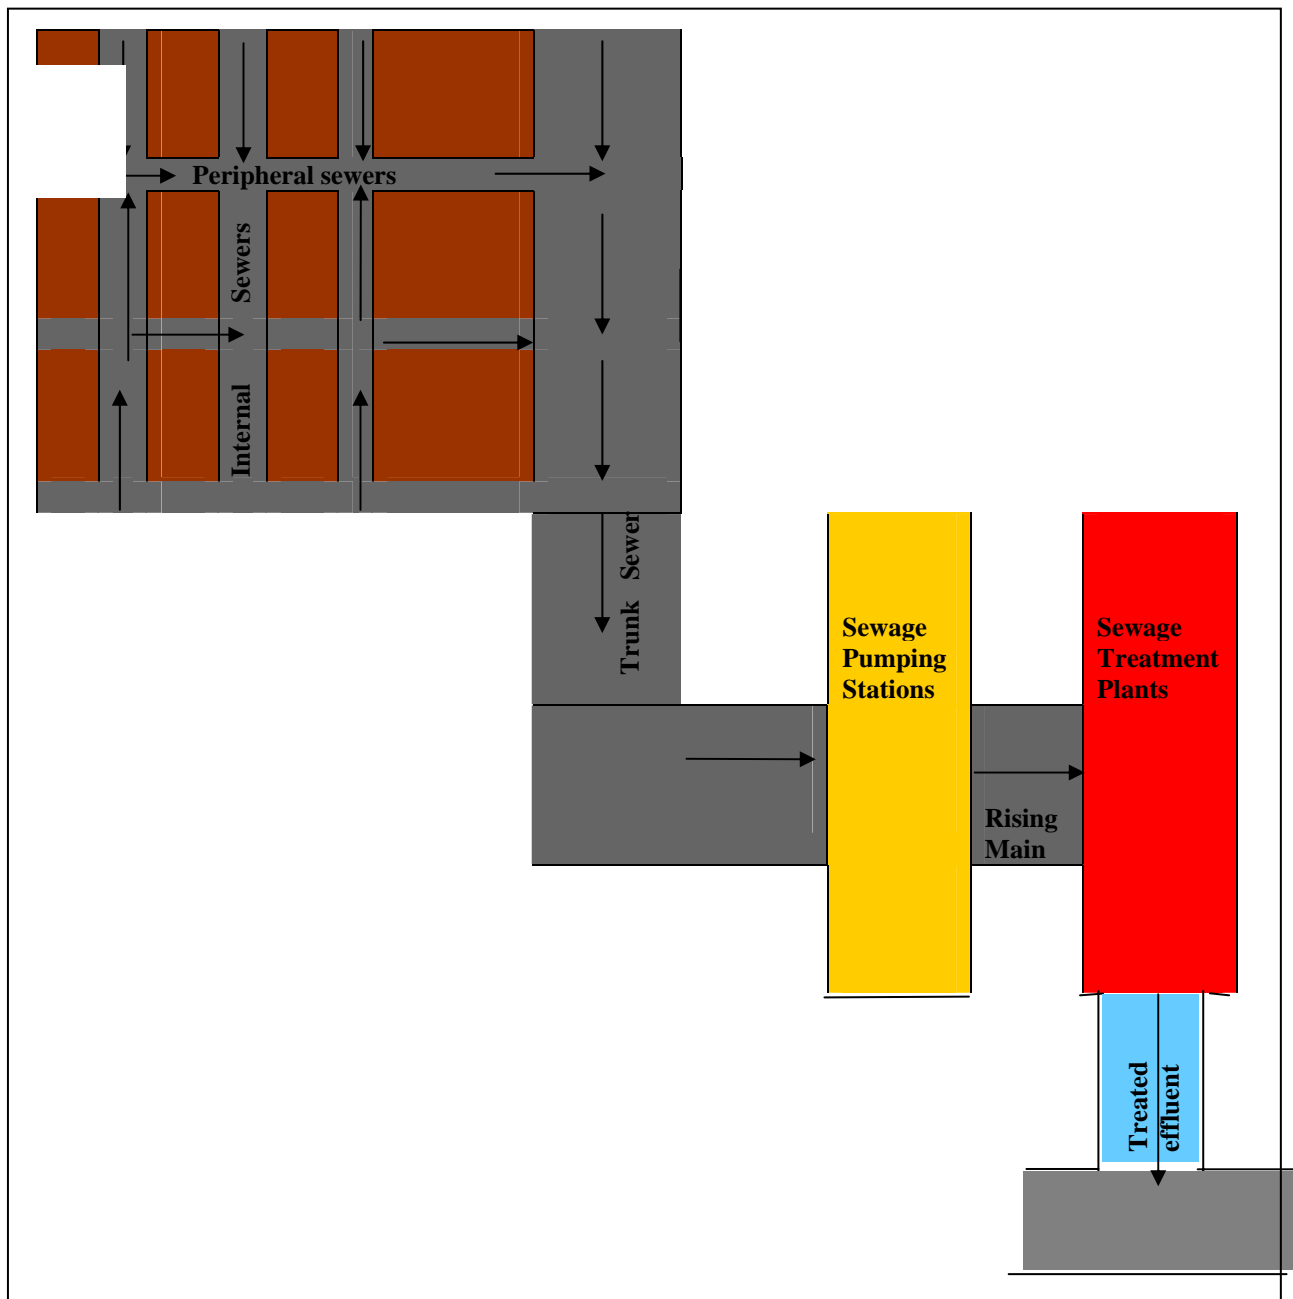 Peripheral sewers
Internal Sewers
Trunk Sewer
Sewage
Pumping
Stations
Sewage
Treatment
Plants
Rising
Main
Treated
effluent